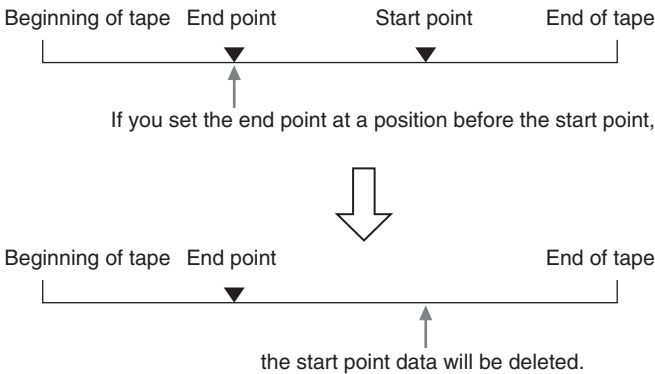 Beginning of tape End point Start point End of tape
If you set the end point at a position before the start point,
Beginning of tape End point End of tape
the start point data will be deleted.